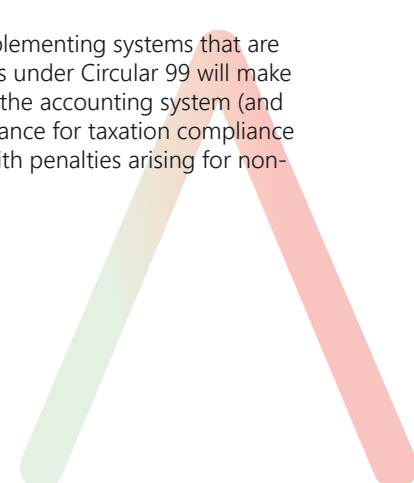 plementing systems that are
s under Circular 99 will make
the accounting system (and
ance for taxation compliance
ith penalties arising for non-